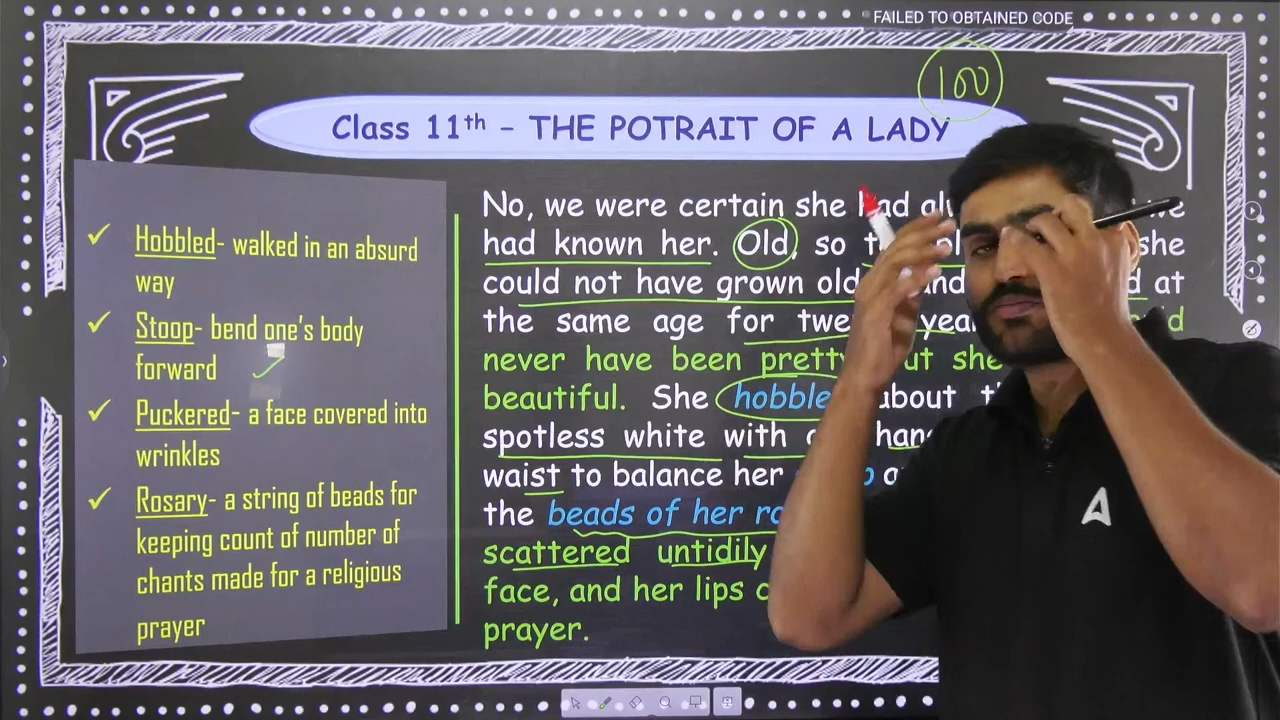 FAILED TO OBTAINED CODE
100
Class 11th - THE POTRAIT OF A LADY
Hobbled- walked in an absurd
way
Stoop- bend one's body
forward
Puckered- a face covered into
wrinkles
Rosary- a string of beads for
keeping count of number of
chants made for a religious
prayer
No, we were certain she had
had known her. Old, so she
could not have grown old at
the same age for
never have been pretty she
beautiful. She about
spotless white with
waist to balance her
the beads of her
scattered untidily
face, and her lips
prayer.